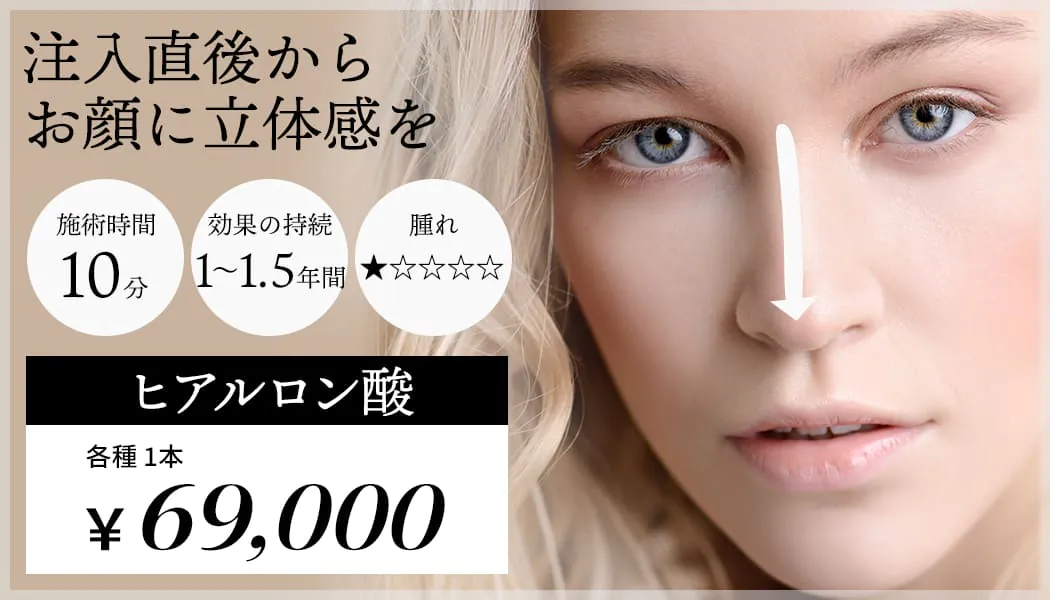 注入直後から
お顔に立体感を
施術時間
10分
効果の持続
1~1.5年間
腫れ
★☆☆☆☆
ヒアルロン酸
各種 1本
¥69,000